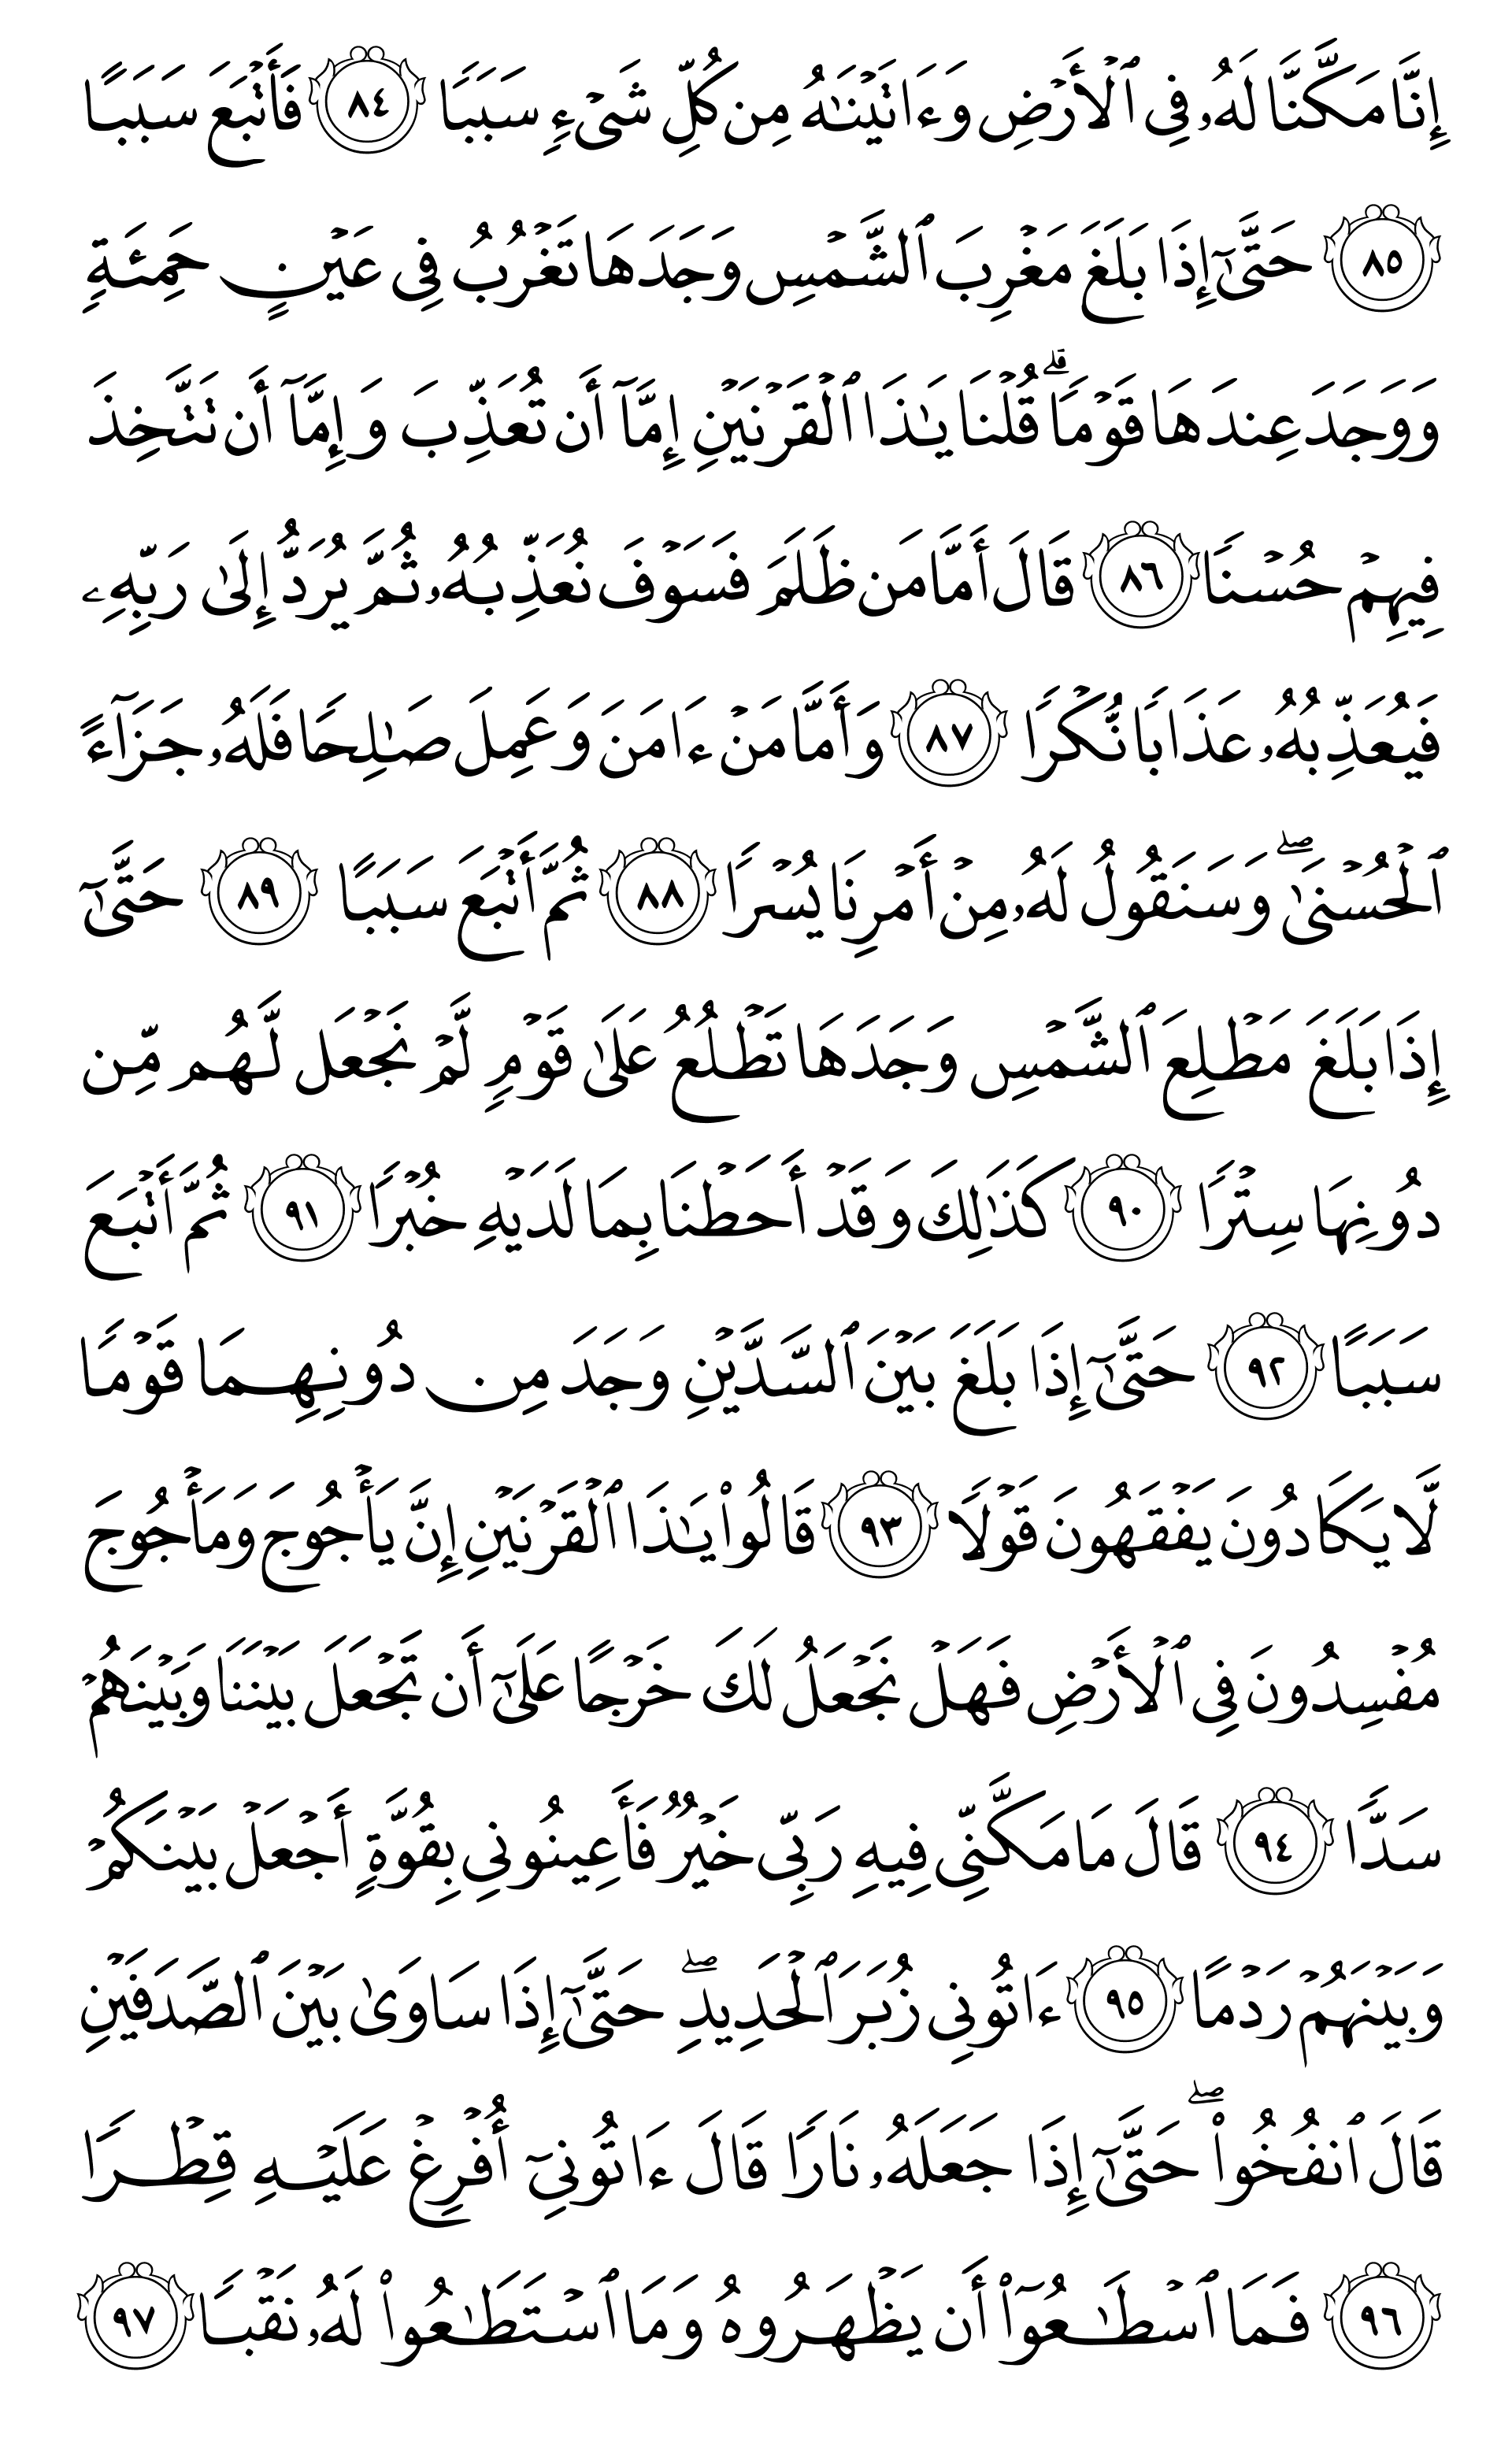 إِنَّا مَكَّنَّا لَهُۥ فِى ٱلْأَرْضِ وَءَاتَيْنَـٰهُ مِن كُلِّ شَىْءٍ سَبَبًا ٨٤ فَأَتْبَعَ سَبَبًا
٨٥ حَتَّىٰٓ إِذَا بَلَغَ مَغْرِبَ ٱلشَّمْسِ وَجَدَهَا تَغْرُبُ فِى عَيْنٍ حَمِئَةٍ
وَوَجَدَ عِندَهَا قَوْمًا ۗ قُلْنَا يَـٰذَا ٱلْقَرْنَيْنِ إِمَّآ أَن تُعَذِّبَ وَإِمَّآ أَن تَتَّخِذَ
فِيهِمْ حُسْنًا ٨٦ قَالَ أَمَّا مَن ظَلَمَ فَسَوْفَ نُعَذِّبُهُۥ ثُمَّ يُرَدُّ إِلَىٰ رَبِّهِۦ
فَيُعَذِّبُهُۥ عَذَابًا نُّكْرًا ٨٧ وَأَمَّا مَنْ ءَامَنَ وَعَمِلَ صَـٰلِحًا فَلَهُۥ جَزَآءً
ٱلْحُسْنَىٰ ۖ وَسَنَقُولُ لَهُۥ مِنْ أَمْرِنَا يُسْرًا ٨٨ ثُمَّ أَتْبَعَ سَبَبًا ٨٩ حَتَّىٰٓ
إِذَا بَلَغَ مَطْلِعَ ٱلشَّمْسِ وَجَدَهَا تَطْلُعُ عَلَىٰ قَوْمٍ لَّمْ نَجْعَل لَّهُم مِّن
دُونِهَا سِتْرًا ٩٠ كَذَٰلِكَ وَقَدْ أَحَطْنَا بِمَا لَدَيْهِ خُبْرًا ٩١ ثُمَّ أَتْبَعَ
سَبَبًا ٩٢ حَتَّىٰٓ إِذَا بَلَغَ بَيْنَ ٱلسَّدَّيْنِ وَجَدَ مِن دُونِهِمَا قَوْمًا
لَّا يَكَادُونَ يَفْقَهُونَ قَوْلًا ٩٣ قَالُوا۟ يَـٰذَا ٱلْقَرْنَيْنِ إِنَّ يَأْجُوجَ وَمَأْجُوجَ
مُفْسِدُونَ فِى ٱلْأَرْضِ فَهَلْ نَجْعَلُ لَكَ خَرْجًا عَلَىٰٓ أَن تَجْعَلَ بَيْنَنَا وَبَيْنَهُمْ
سَدًّا ٩٤ قَالَ مَا مَكَّنِّى فِيهِ رَبِّى خَيْرٌ فَأَعِينُونِى بِقُوَّةٍ أَجْعَلْ بَيْنَكُمْ
وَبَيْنَهُمْ رَدْمًا ٩٥ ءَاتُونِى زُبَرَ ٱلْحَدِيدِ ۖ حَتَّىٰٓ إِذَا سَاوَىٰ بَيْنَ ٱلصَّدَفَيْنِ
قَالَ ٱنفُخُوا۟ ۖ حَتَّىٰٓ إِذَا جَعَلَهُۥ نَارًا قَالَ ءَاتُونِىٓ أُفْرِغْ عَلَيْهِ قِطْرًا
٩٦ فَمَا ٱسْطَـٰعُوٓا۟ أَن يَظْهَرُوهُ وَمَا ٱسْتَطَـٰعُوا۟ لَهُۥ نَقْبًا ٩٧